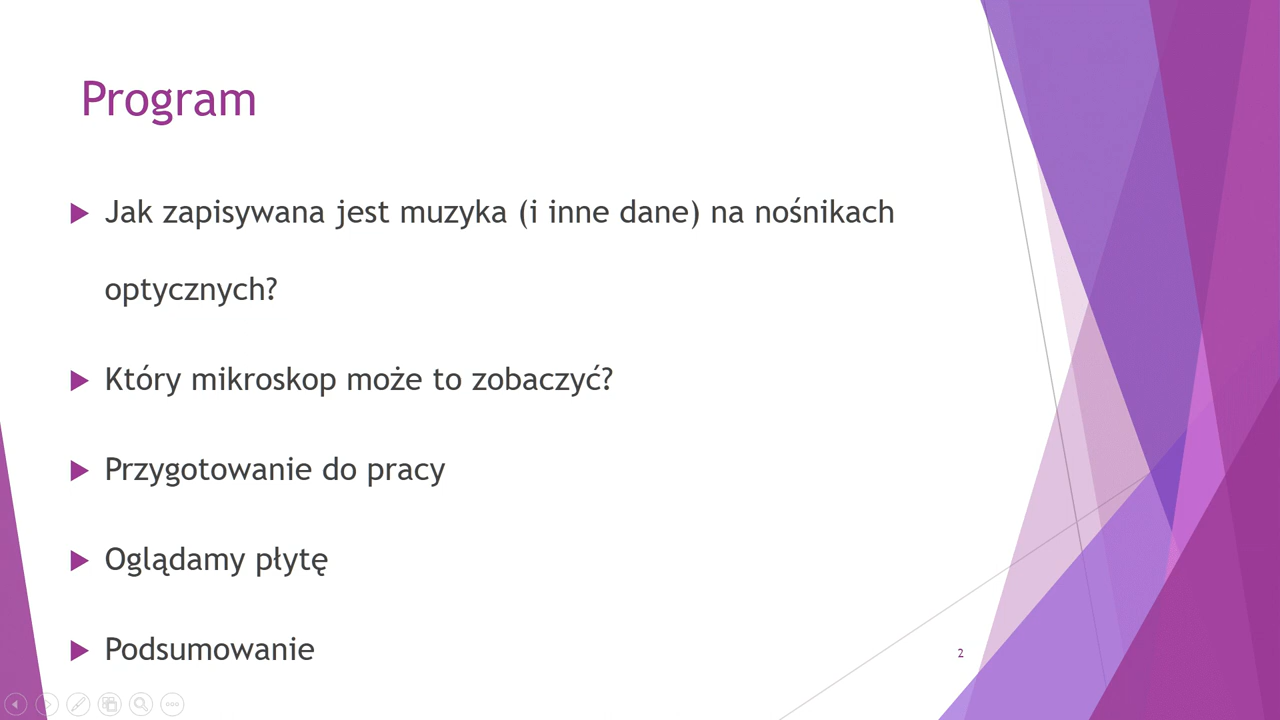 Program
Jak zapisywana jest muzyka (i inne dane) na nośnikach
optycznych?
Który mikroskop może to zobaczyć?
Przygotowanie do pracy
Oglądamy płytę
Podsumowanie
2